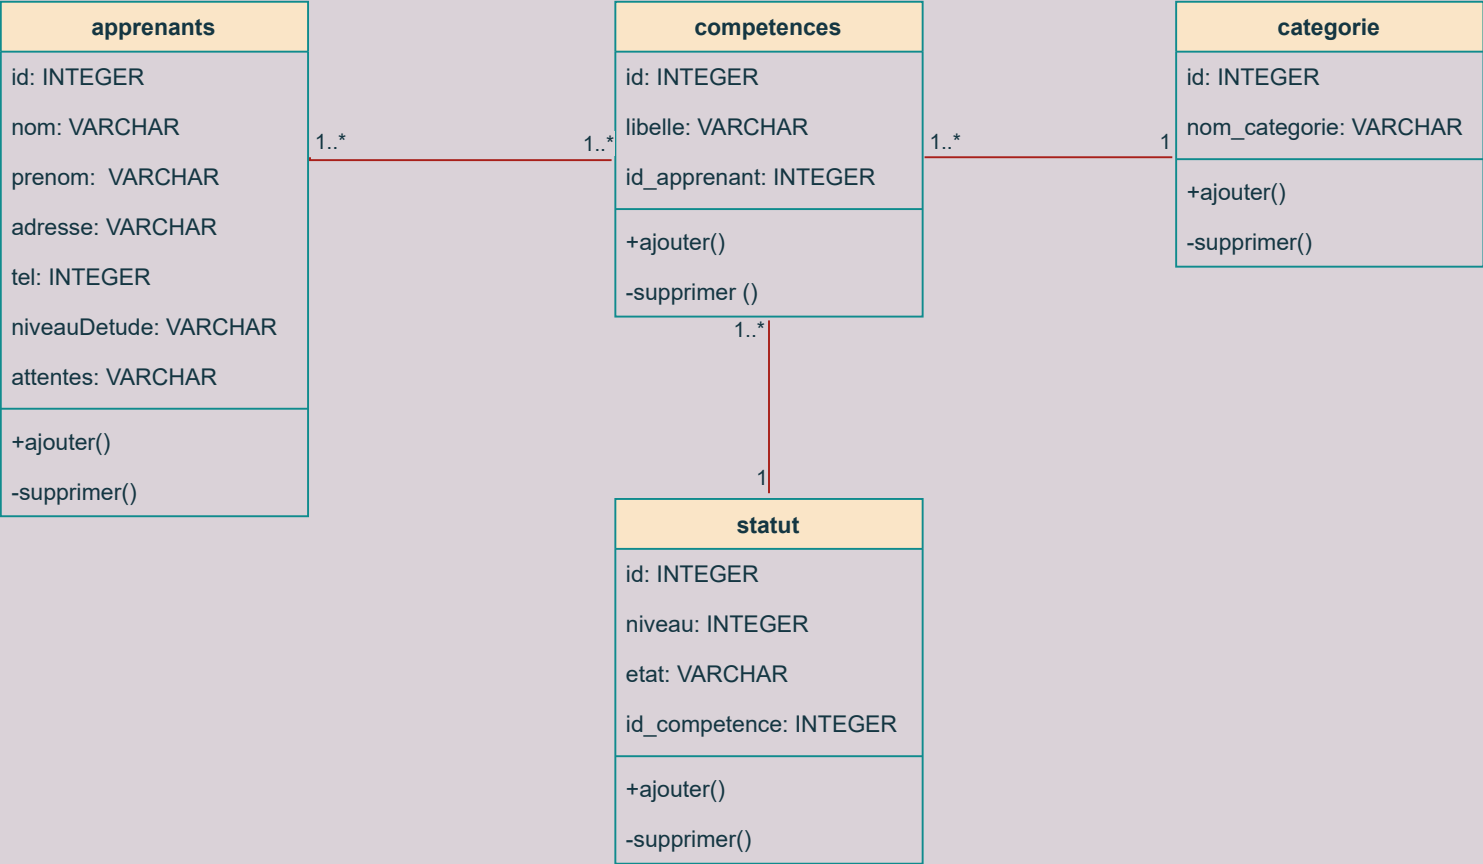 apprenants
id: INTEGER
nom: VARCHAR
prenom:  VARCHAR
adresse: VARCHAR
tel: INTEGER
niveauDetude: VARCHAR
attentes: VARCHAR
+ajouter()
-supprimer()
1..*
1..*
competences
id: INTEGER
libelle: VARCHAR
id_apprenant: INTEGER
+ajouter()
-supprimer ()
1..*
1
categorie
id: INTEGER
nom_categorie: VARCHAR
+ajouter()
-supprimer()
1..*
1
statut
id: INTEGER
niveau: INTEGER
etat: VARCHAR
id_competence: INTEGER
+ajouter()
-supprimer()